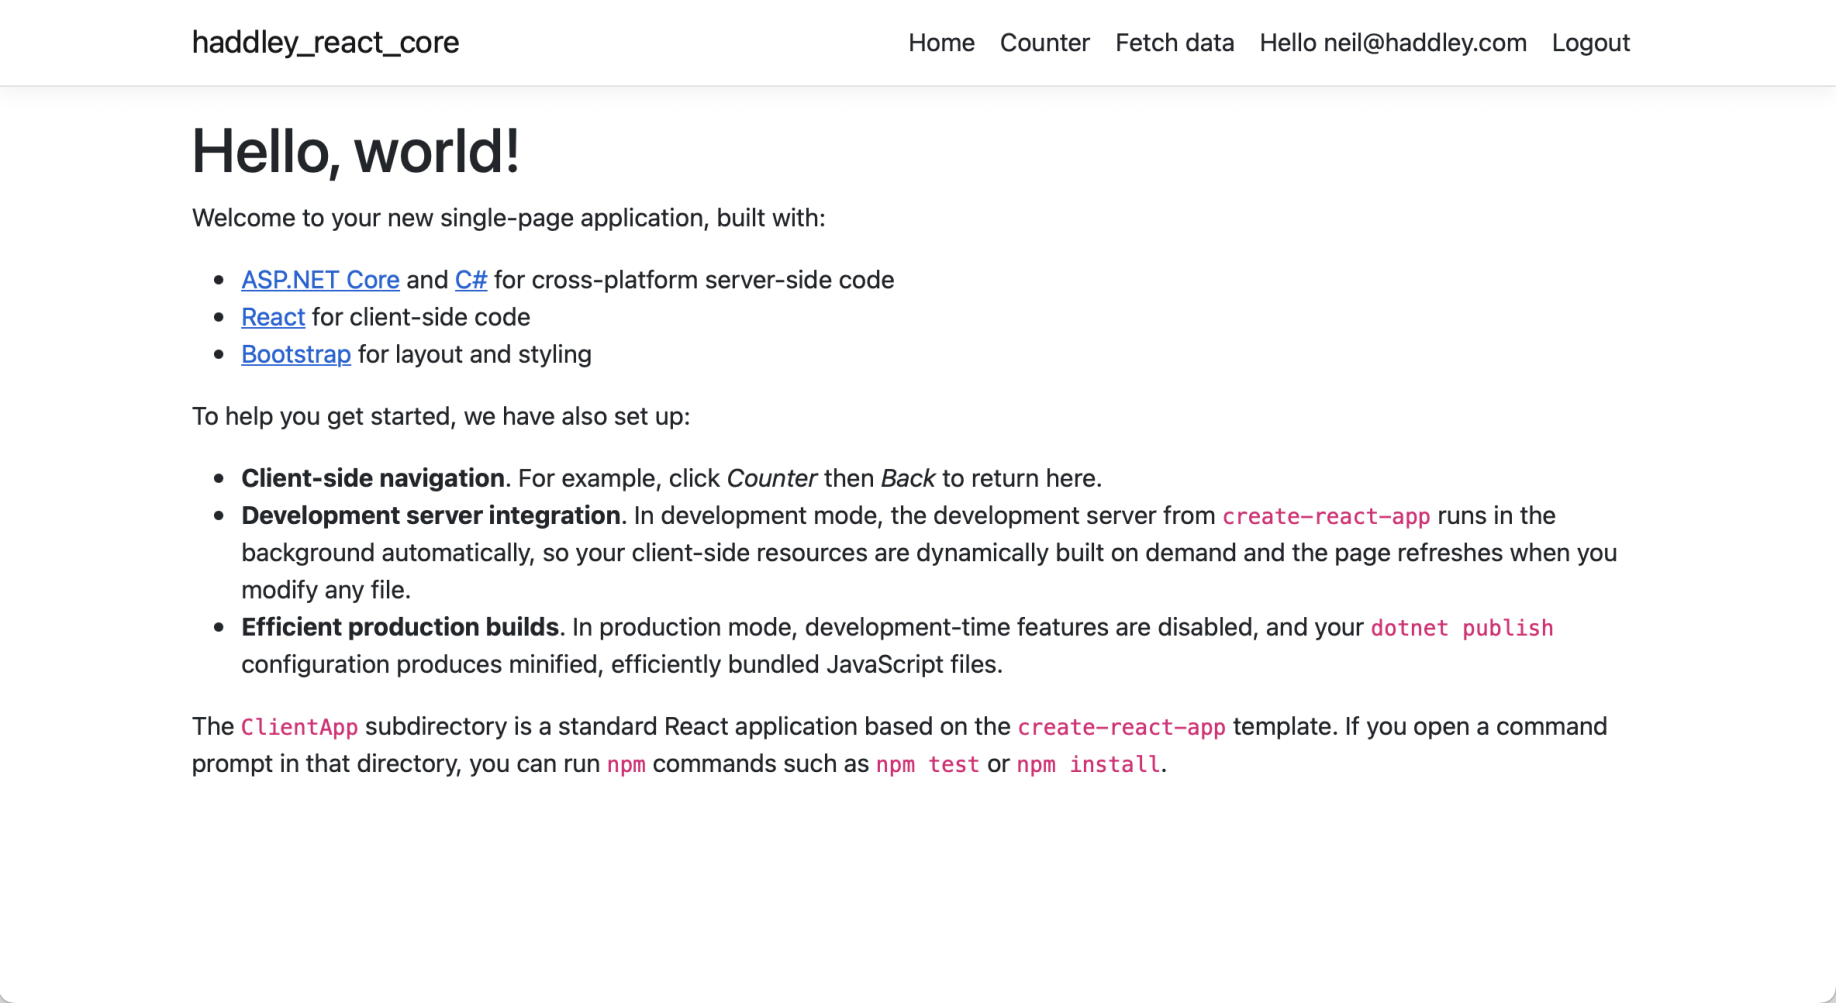 haddley_react_core
Home Counter Fetch data Hello neil@haddley.com Logout
Hello, world!
Welcome to your new single-page application, built with:
ASP.NET Core and C# for cross-platform server-side code
React for client-side code
Bootstrap for layout and styling
To help you get started, we have also set up:
Client-side navigation. For example, click Counter then Back to return here.
Development server integration. In development mode, the development server from create-react-app runs in the
background automatically, so your client-side resources are dynamically built on demand and the page refreshes when you
modify any file.
Efficient production builds. In production mode, development-time features are disabled, and your dotnet publish
configuration produces minified, efficiently bundled JavaScript files.
The ClientApp subdirectory is a standard React application based on the create-react-app template. If you open a command
prompt in that directory, you can run npm commands such as npm test or npm install.